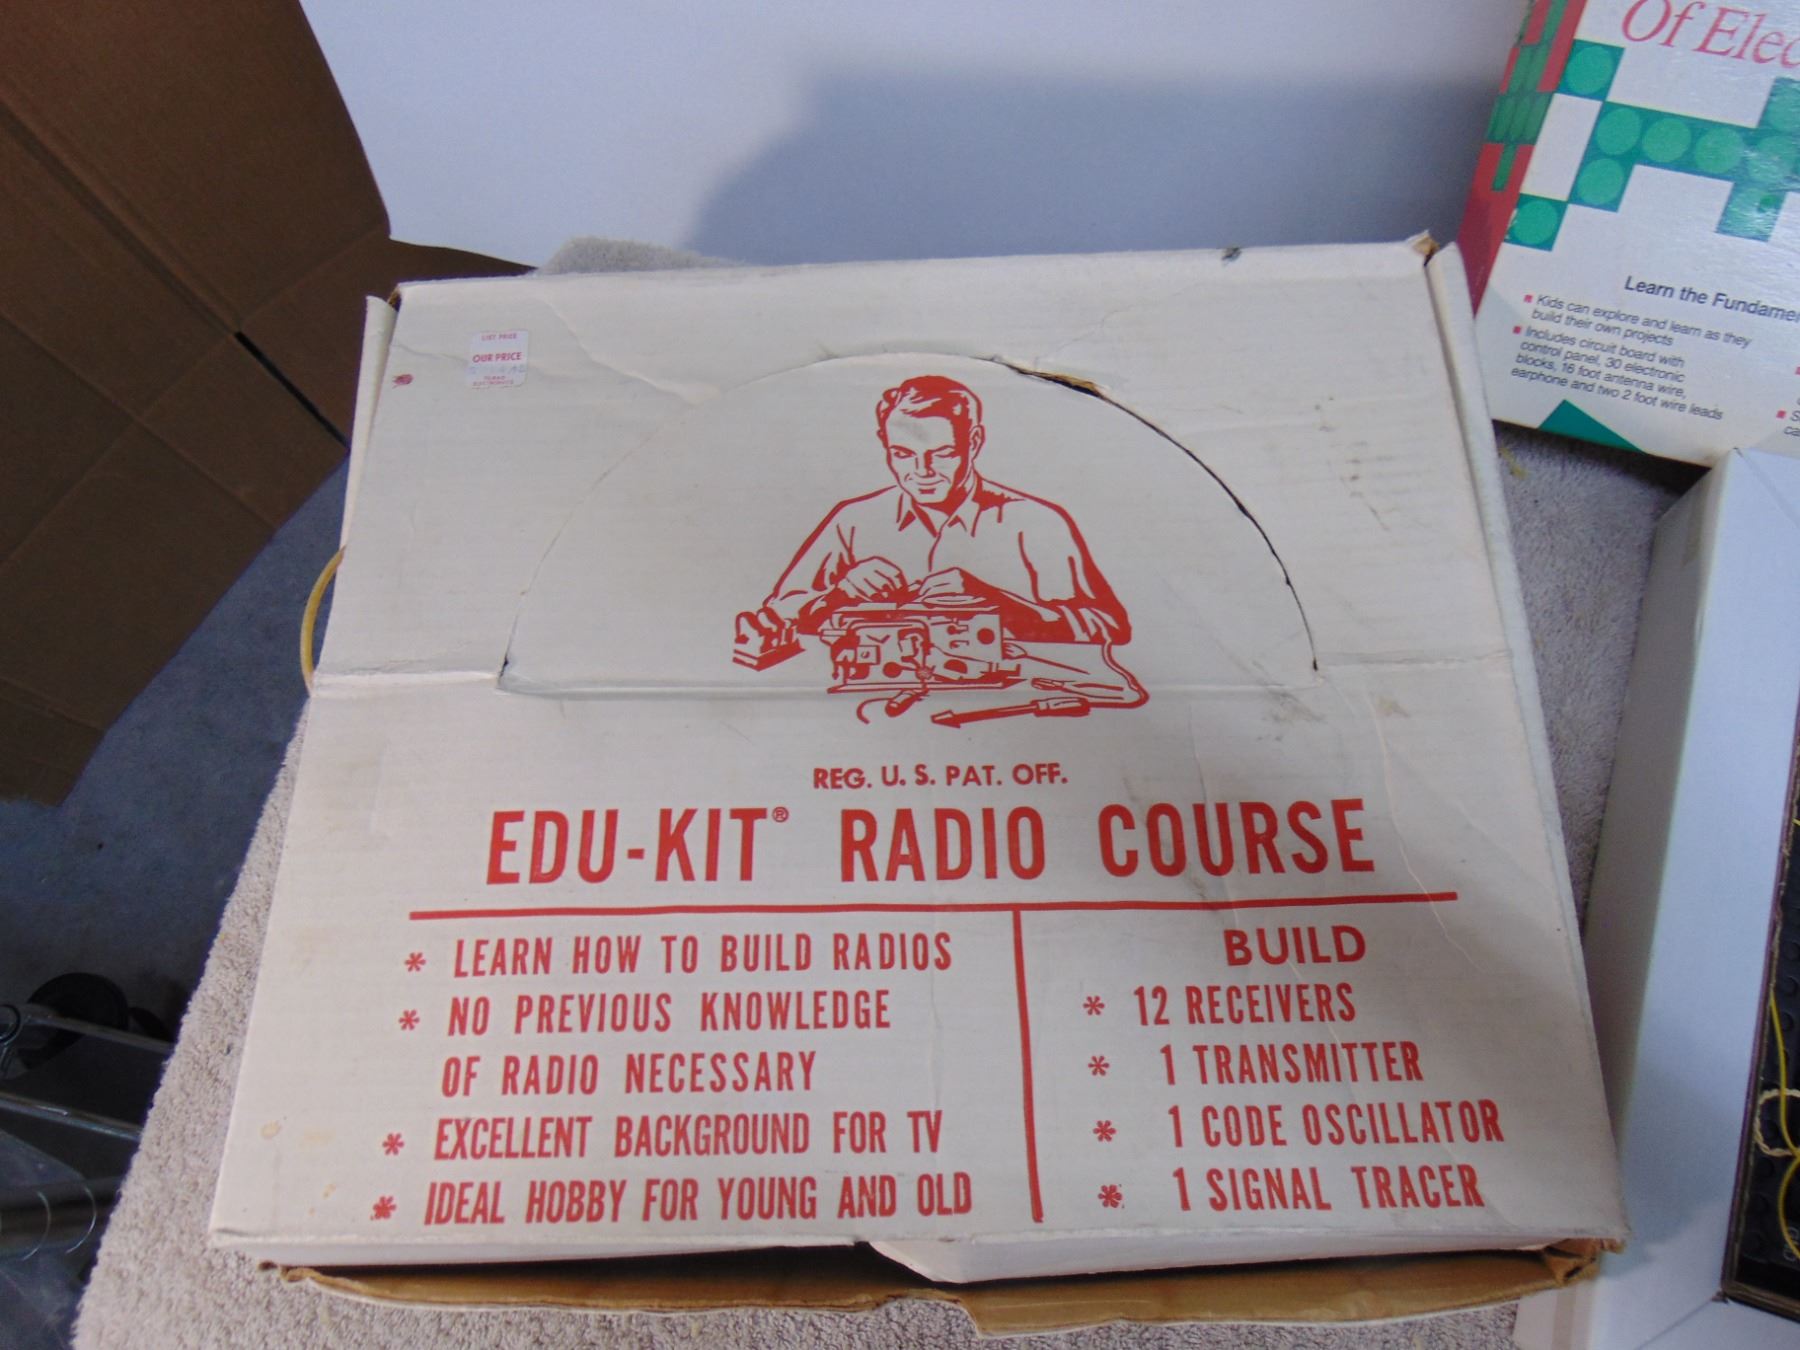 LIST PRICE
OUR PRICE
REG. U. S. PAT. OFF.
EDU-KIT® RADIO COURSE
* LEARN HOW TO BUILD RADIOS
* NO PREVIOUS KNOWLEDGE
OF RADIO NECESSARY
* EXCELLENT BACKGROUND FOR TV
* IDEAL HOBBY FOR YOUNG AND OLD
BUILD
* 12 RECEIVERS
* 1 TRANSMITTER
* 1 CODE OSCILLATOR
* 1 SIGNAL TRACER
Of Elec
Learn the Fundamen
Kids can explore and learn as they
build their own projects
Includes circuit board with
control panel, 30 electronic
blocks, 16 foot antenna wire,
earphone and two 2 foot wire leads